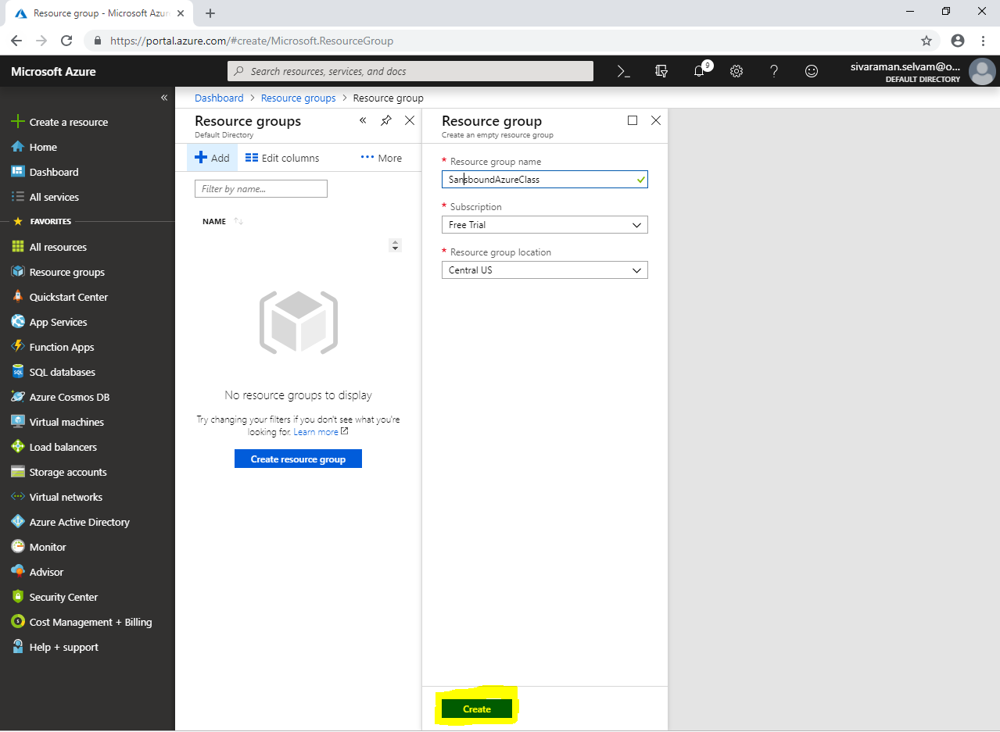 Resource group - Microsoft Azur
https://portal.azure.com/#create/Microsoft.ResourceGroup
Microsoft Azure
Search resources, services, and docs
9
sivaraman.selvam@o...
DEFAULT DIRECTORY
Create a resource
Home
Dashboard
All services
FAVORITES
All resources
Resource groups
Quickstart Center
App Services
Function Apps
SQL databases
Azure Cosmos DB
Virtual machines
Load balancers
Storage accounts
Virtual networks
Azure Active Directory
Monitor
Advisor
Security Center
Cost Management + Billing
Help + support
Dashboard > Resource groups > Resource group
Resource groups
Default Directory
Add
Edit columns
More
Filter by name...
NAME
No resource groups to display
Try changing your filters if you don't see what you're
looking for. Learn more
Create resource group
Resource group
Create an empty resource group
* Resource group name
SansboundAzureClass
* Subscription
Free Trial
* Resource group location
Central US
Create